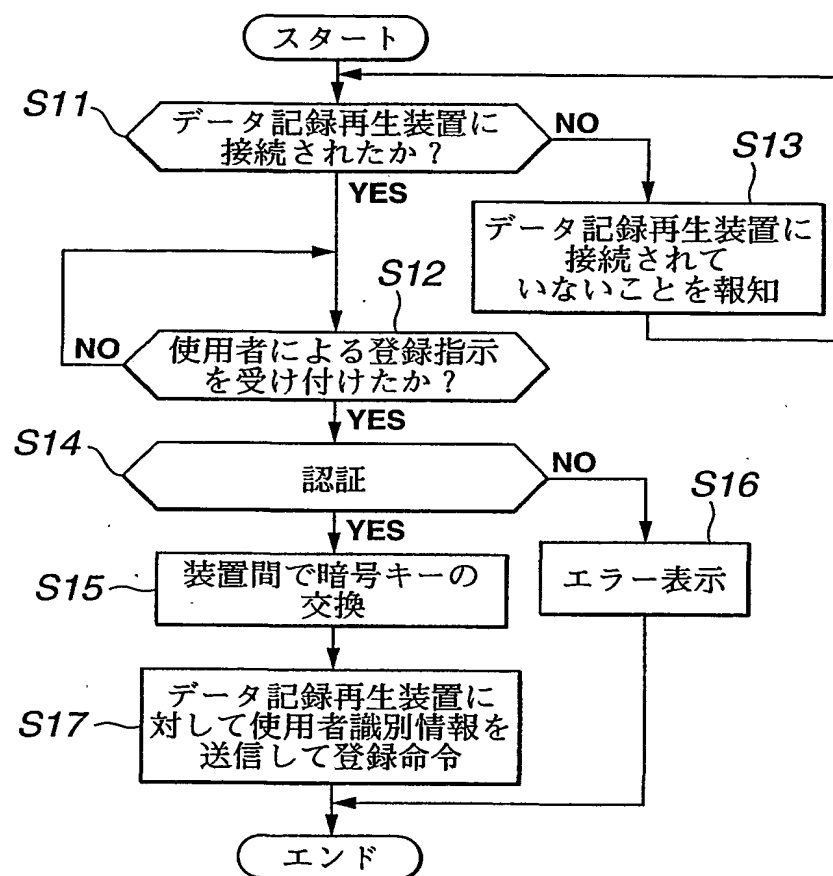 スタート
S11
データ記録再生装置に
接続されたか？
NO
YES
S13
データ記録再生装置に
接続されて
いないことを報知
S12
使用者による登録指示
を受け付けたか？
NO
YES
S14
認証
NO
YES
S16
エラー表示
S15
装置間で暗号キーの
交換
S17
データ記録再生装置に
対して使用者識別情報を
送信して登録命令
エンド